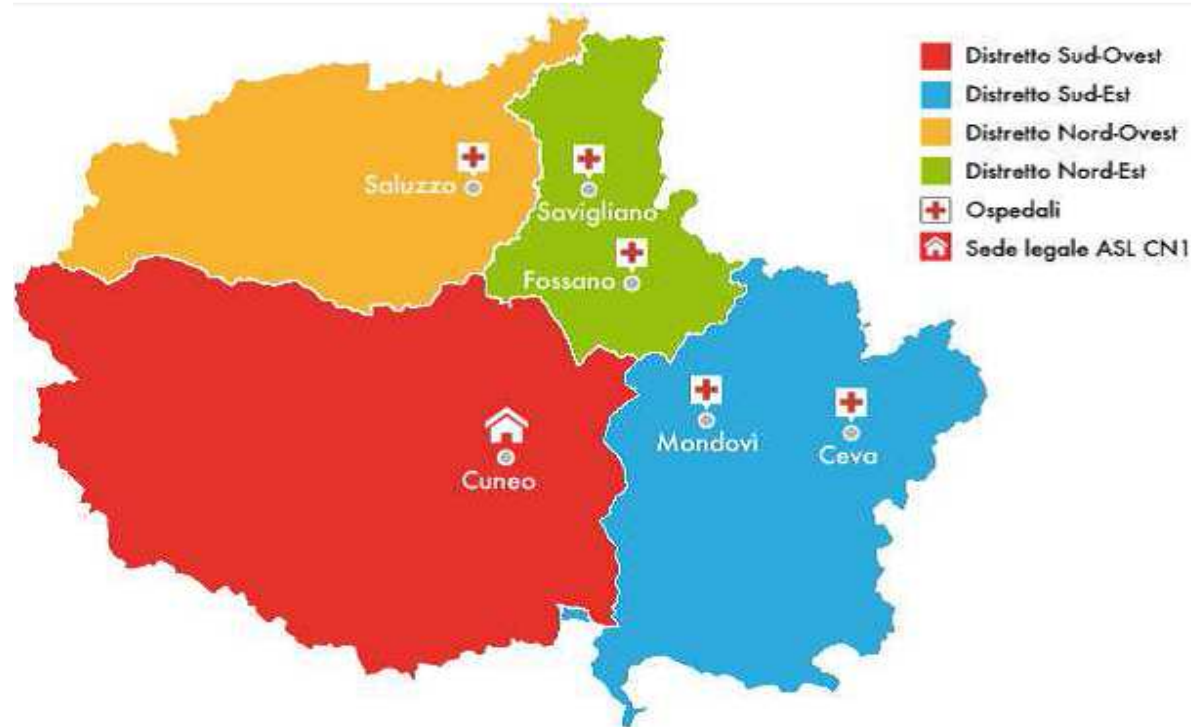 Distretto Sud-Ovest
Distretto Sud-Est
Distretto Nord-Ovest
Distretto Nord-Est
Ospedali
Sede legale ASL CN1
Saluzzo
Savigliano
Fossano
Mondovì
Ceva
Cuneo